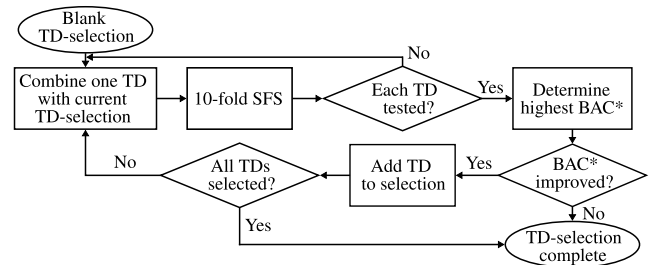 Blank
TD-selection
No
Combine one TD
with current
TD-selection
10-fold SFS
Each TD
tested?
Yes
Determine
highest BAC*
No
All TDs
selected?
Add TD
to selection
Yes
BAC*
improved?
Yes
No
TD-selection
complete